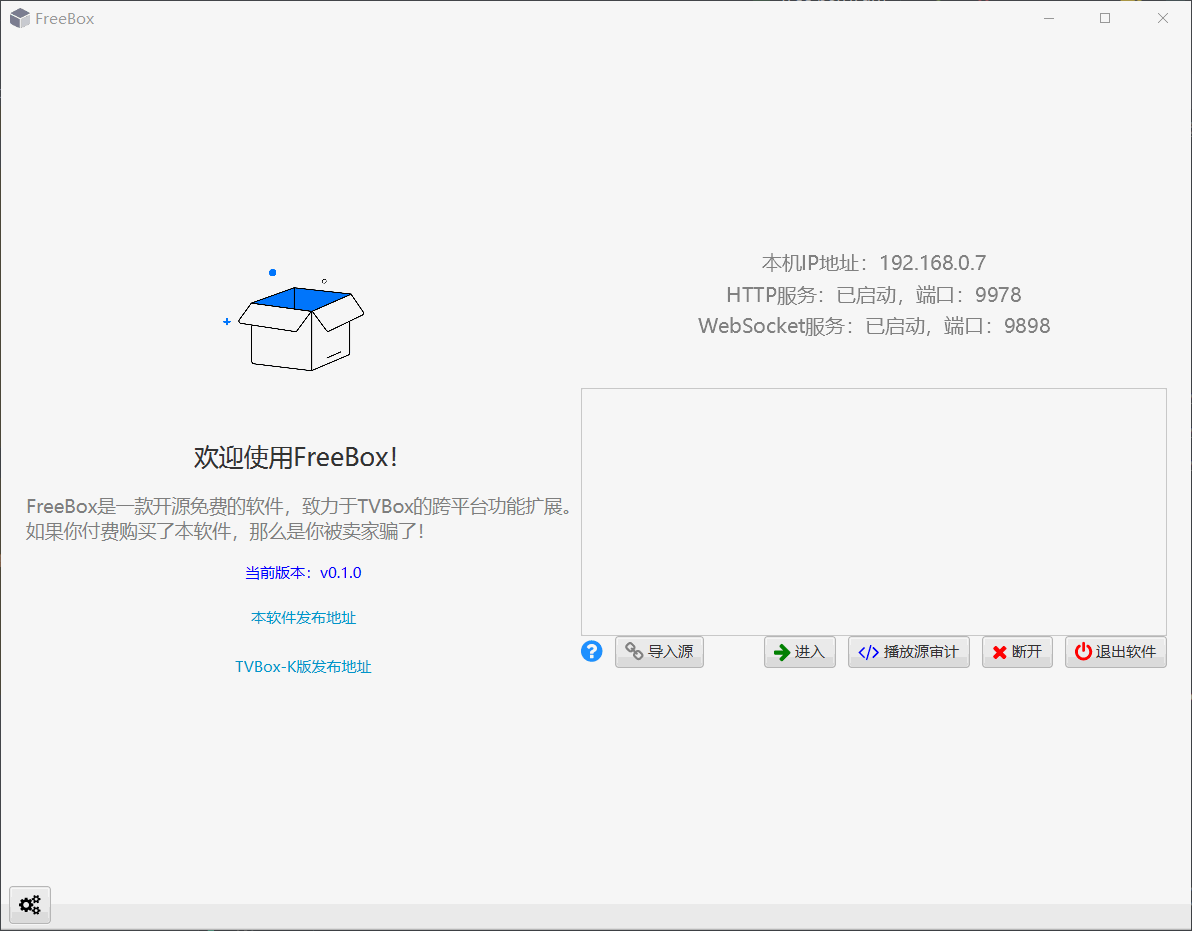 FreeBox
欢迎使用FreeBox!
FreeBox是一款开源免费的软件，致力于TVBox的跨平台功能扩展。
如果你付费购买了本软件，那么是你被卖家骗了！
当前版本：v0.1.0
本软件发布地址
TVBox-K版发布地址
本机IP地址：192.168.0.7
HTTP服务：已启动，端口：9978
WebSocket服务：已启动，端口：9898
? 导入源 进入 </> 播放源审计 断开 退出软件